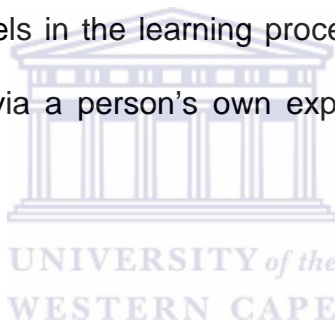 els in the learning proce
via a person's own exp
UNIVERSITY of the
WESTERN CAPE